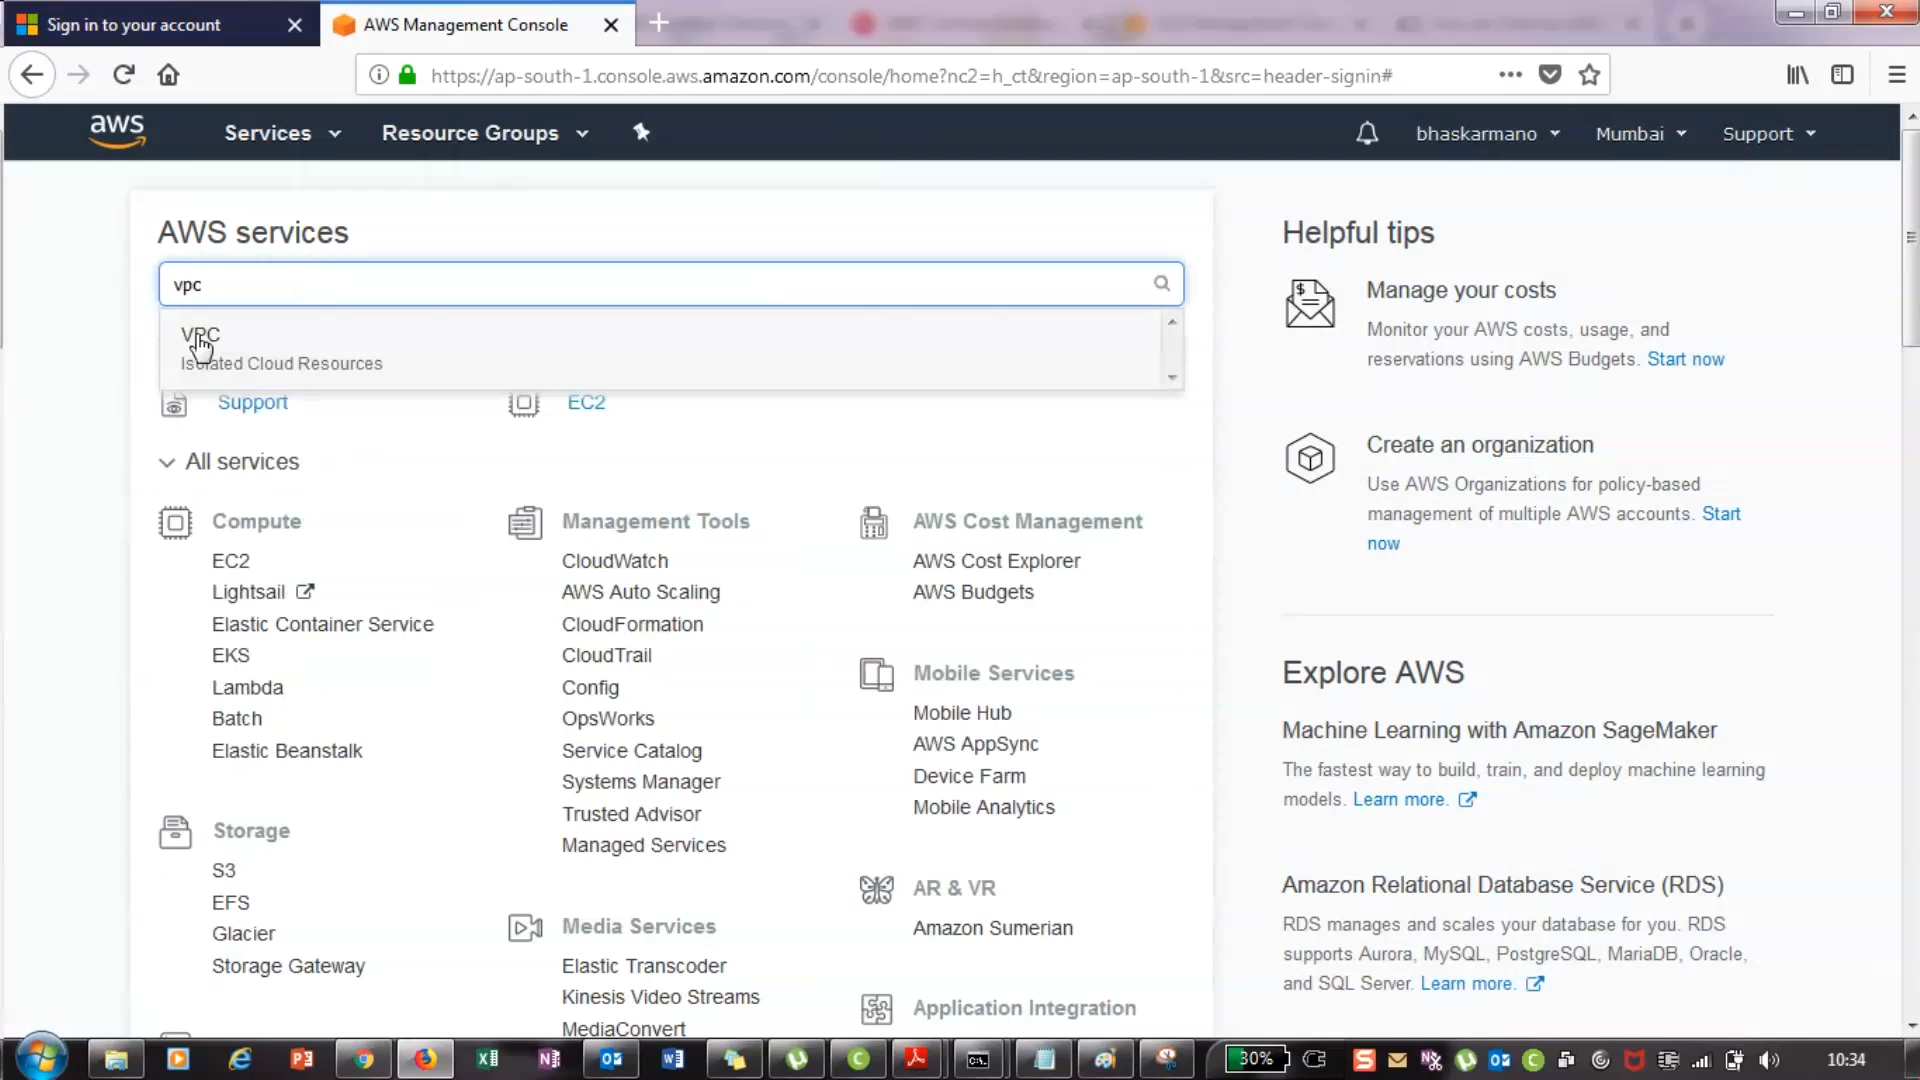 Sign in to your account
AWS Management Console
https://ap-south-1.console.aws.amazon.com/console/home?nc2=h_ct&region=ap-south-1&src=header-signin#
aws
Services
Resource Groups
bhaskarmano
Mumbai
Support
AWS services
vpc
VPC
Isolated Cloud Resources
Support
EC2
All services
Compute
EC2
Lightsail
Elastic Container Service
EKS
Lambda
Batch
Elastic Beanstalk
Storage
S3
EFS
Glacier
Storage Gateway
Management Tools
CloudWatch
AWS Auto Scaling
CloudFormation
CloudTrail
Config
OpsWorks
Service Catalog
Systems Manager
Trusted Advisor
Managed Services
Media Services
Elastic Transcoder
Kinesis Video Streams
MediaConvert
AWS Cost Management
AWS Cost Explorer
AWS Budgets
Mobile Services
Mobile Hub
AWS AppSync
Device Farm
Mobile Analytics
AR & VR
Amazon Sumerian
Application Integration
Helpful tips
Manage your costs
Monitor your AWS costs, usage, and
reservations using AWS Budgets. Start now
Create an organization
Use AWS Organizations for policy-based
management of multiple AWS accounts. Start
now
Explore AWS
Machine Learning with Amazon SageMaker
The fastest way to build, train, and deploy machine learning
models. Learn more.
Amazon Relational Database Service (RDS)
RDS manages and scales your database for you. RDS
supports Aurora, MySQL, PostgreSQL, MariaDB, Oracle,
and SQL Server. Learn more.
30%
10:34